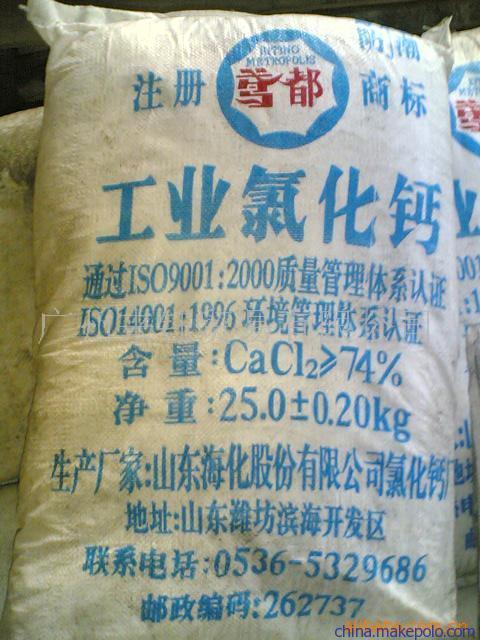 METROPOLIS
注册 鸢都 商标
工业氯化钙
通过ISO9001:2000质量管理体系认证
ISO14001:1996环境管理体系认证
含量:CaCl₂≥74%
净重:25.0±0.20kg
生产厂家:山东海化股份有限公司氯化钙厂
地址:山东潍坊滨海开发区
联系电话:0536-5329686
邮政编码:262737
china.makepolo.com